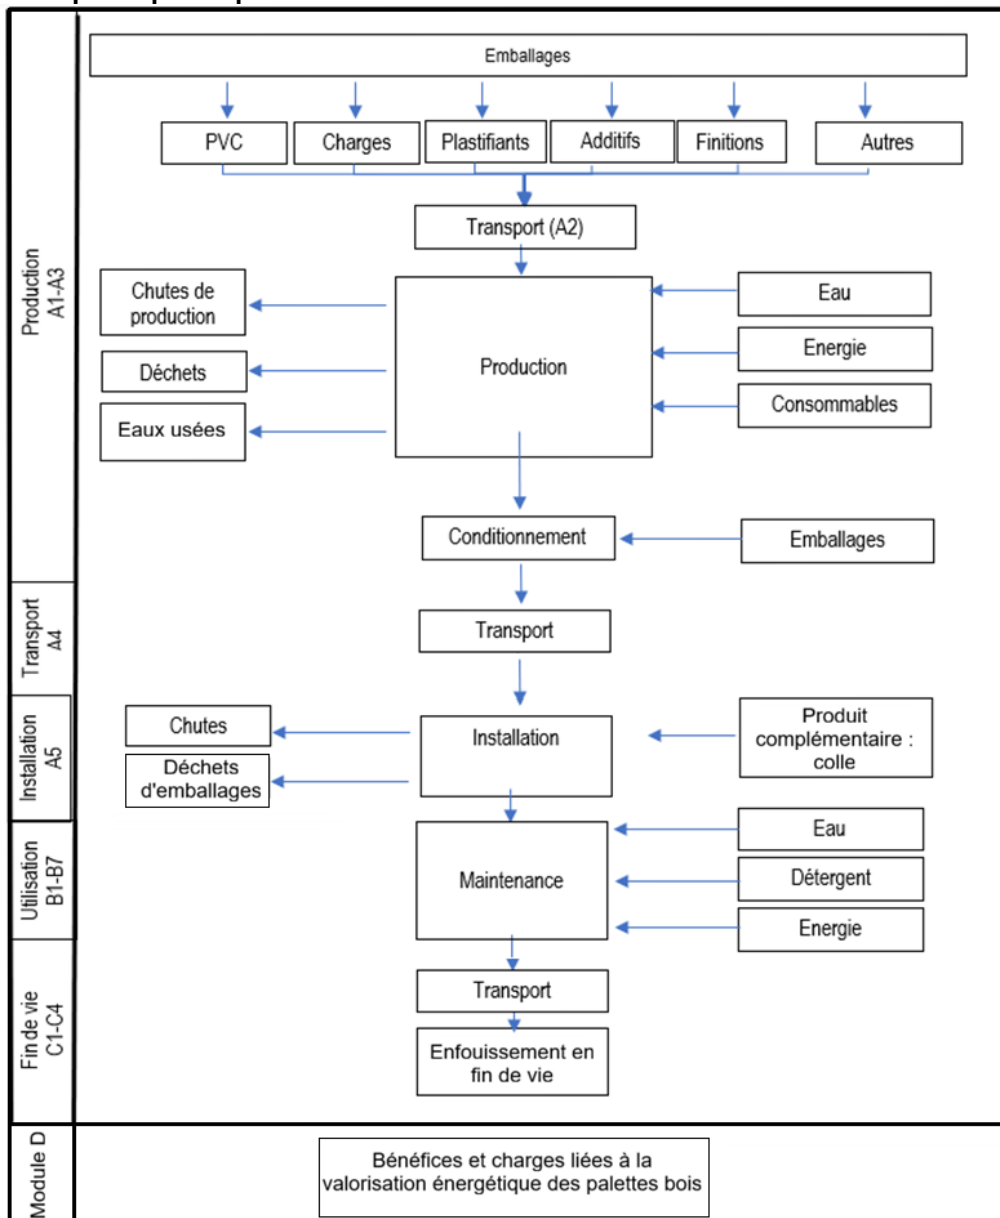 Emballages
PVC
Charges
Plastifiants
Additifs
Finitions
Autres
Transport (A2)
Production
A1-A3
Chutes de
production
Déchets
Eaux usées
Production
Eau
Energie
Consommables
Conditionnement
Emballages
Transport
A4
Transport
Installation
A5
Chutes
Déchets
d'emballages
Installation
Produit
complémentaire :
colle
Utilisation
B1-B7
Maintenance
Eau
Détergent
Energie
Fin de vie
C1-C4
Transport
Enfouissement en
fin de vie
Module D
Bénéfices et charges liées à la
valorisation énergétique des palettes bois